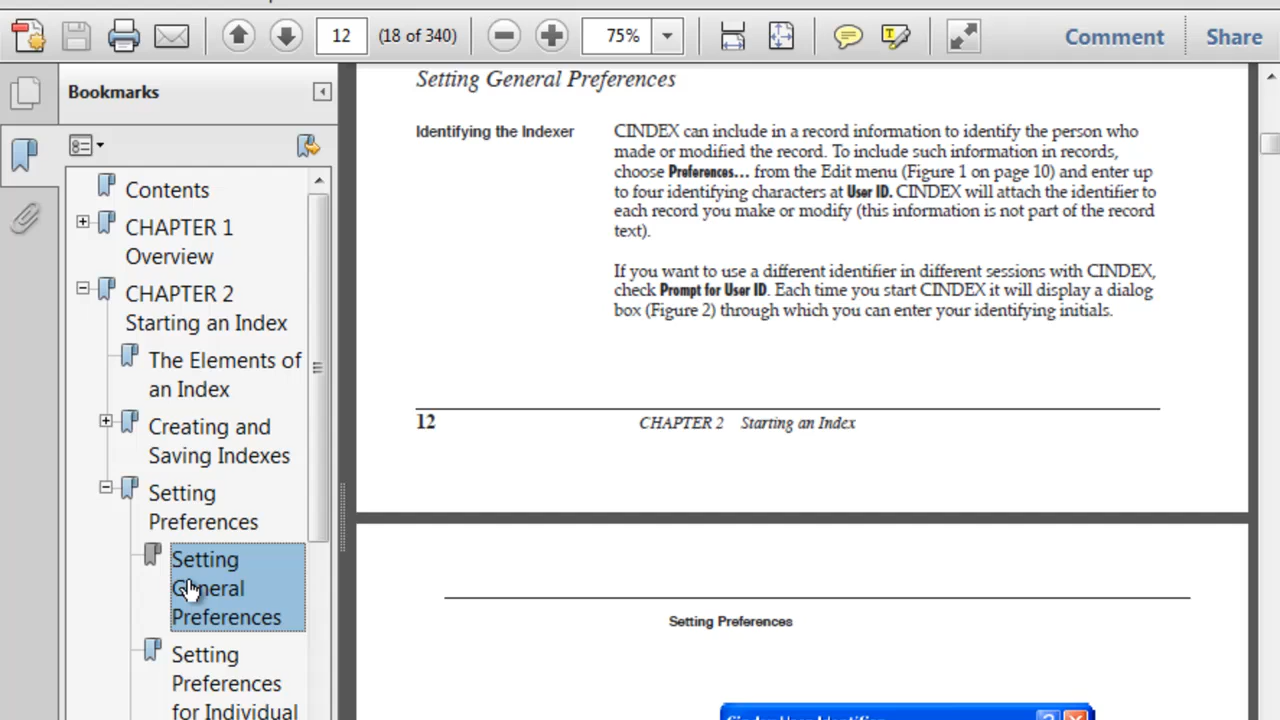 12
(18 of 340)
75%
Comment
Share
Bookmarks
Contents
CHAPTER 1
Overview
CHAPTER 2
Starting an Index
The Elements of
an Index
Creating and
Saving Indexes
Setting
Preferences
Setting
General
Preferences
Setting
Preferences
for Individual
Setting General Preferences
Identifying the Indexer
CINDEX can include in a record information to identify the person who
made or modified the record. To include such information in records,
choose Preferences... from the Edit menu (Figure 1 on page 10) and enter up
to four identifying characters at User ID. CINDEX will attach the identifier to
each record you make or modify (this information is not part of the record
text).
If you want to use a different identifier in different sessions with CINDEX,
check Prompt for User ID. Each time you start CINDEX it will display a dialog
box (Figure 2) through which you can enter your identifying initials.
12
CHAPTER 2 Starting an Index
Setting Preferences